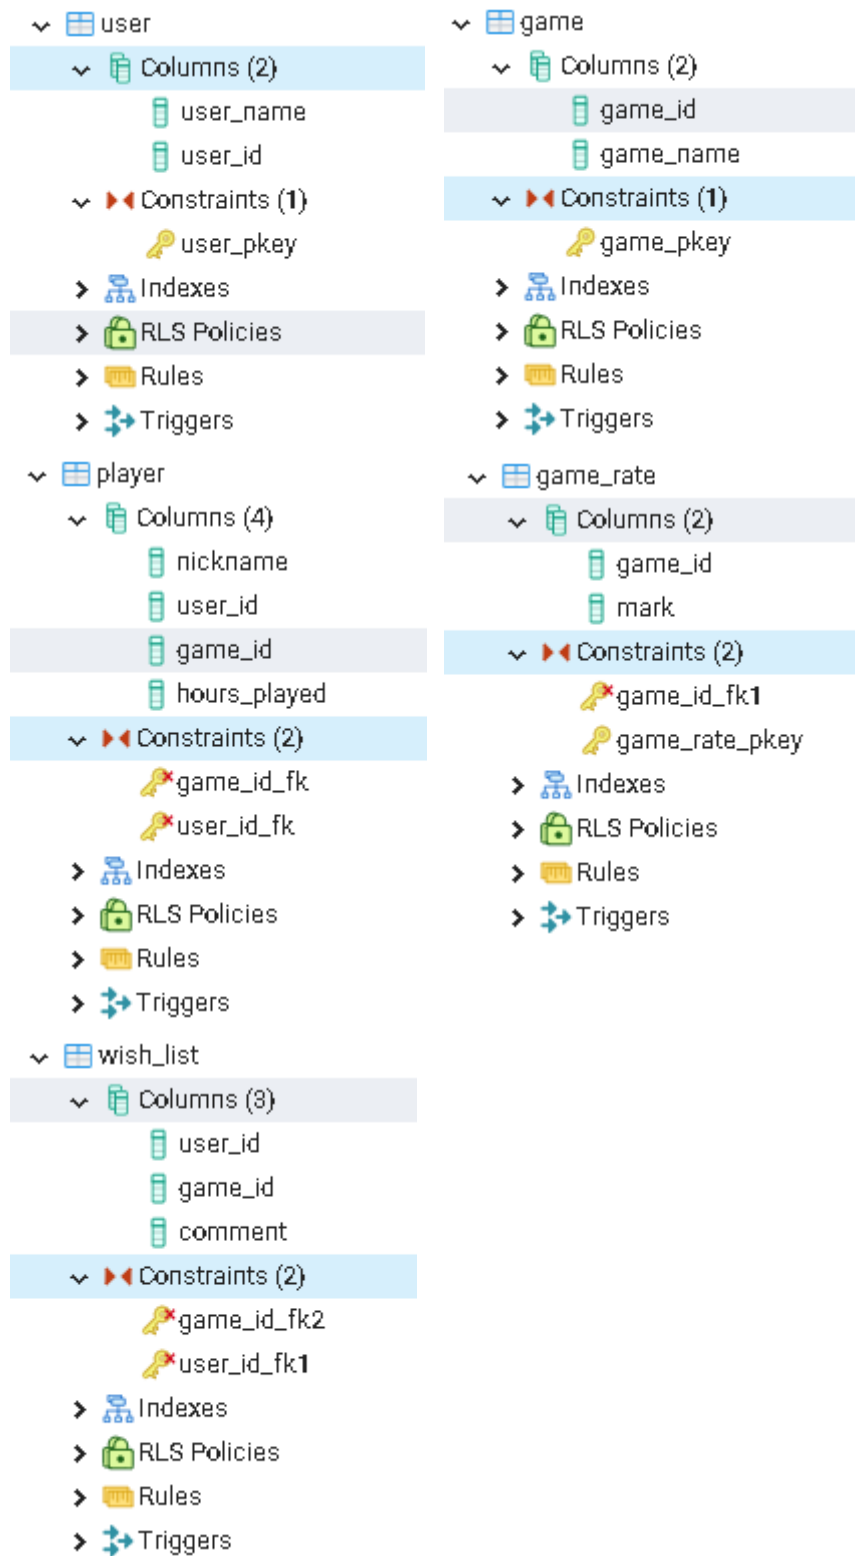 user
Columns (2)
user_name
user_id
Constraints (1)
user_pkey
Indexes
RLS Policies
Rules
Triggers
game
Columns (2)
game_id
game_name
Constraints (1)
game_pkey
Indexes
RLS Policies
Rules
Triggers
player
Columns (4)
nickname
user_id
game_id
hours_played
Constraints (2)
game_id_fk
user_id_fk
Indexes
RLS Policies
Rules
Triggers
game_rate
Columns (2)
game_id
mark
Constraints (2)
game_id_fk1
game_rate_pkey
Indexes
RLS Policies
Rules
Triggers
wish_list
Columns (3)
user_id
game_id
comment
Constraints (2)
game_id_fk2
user_id_fk1
Indexes
RLS Policies
Rules
Triggers